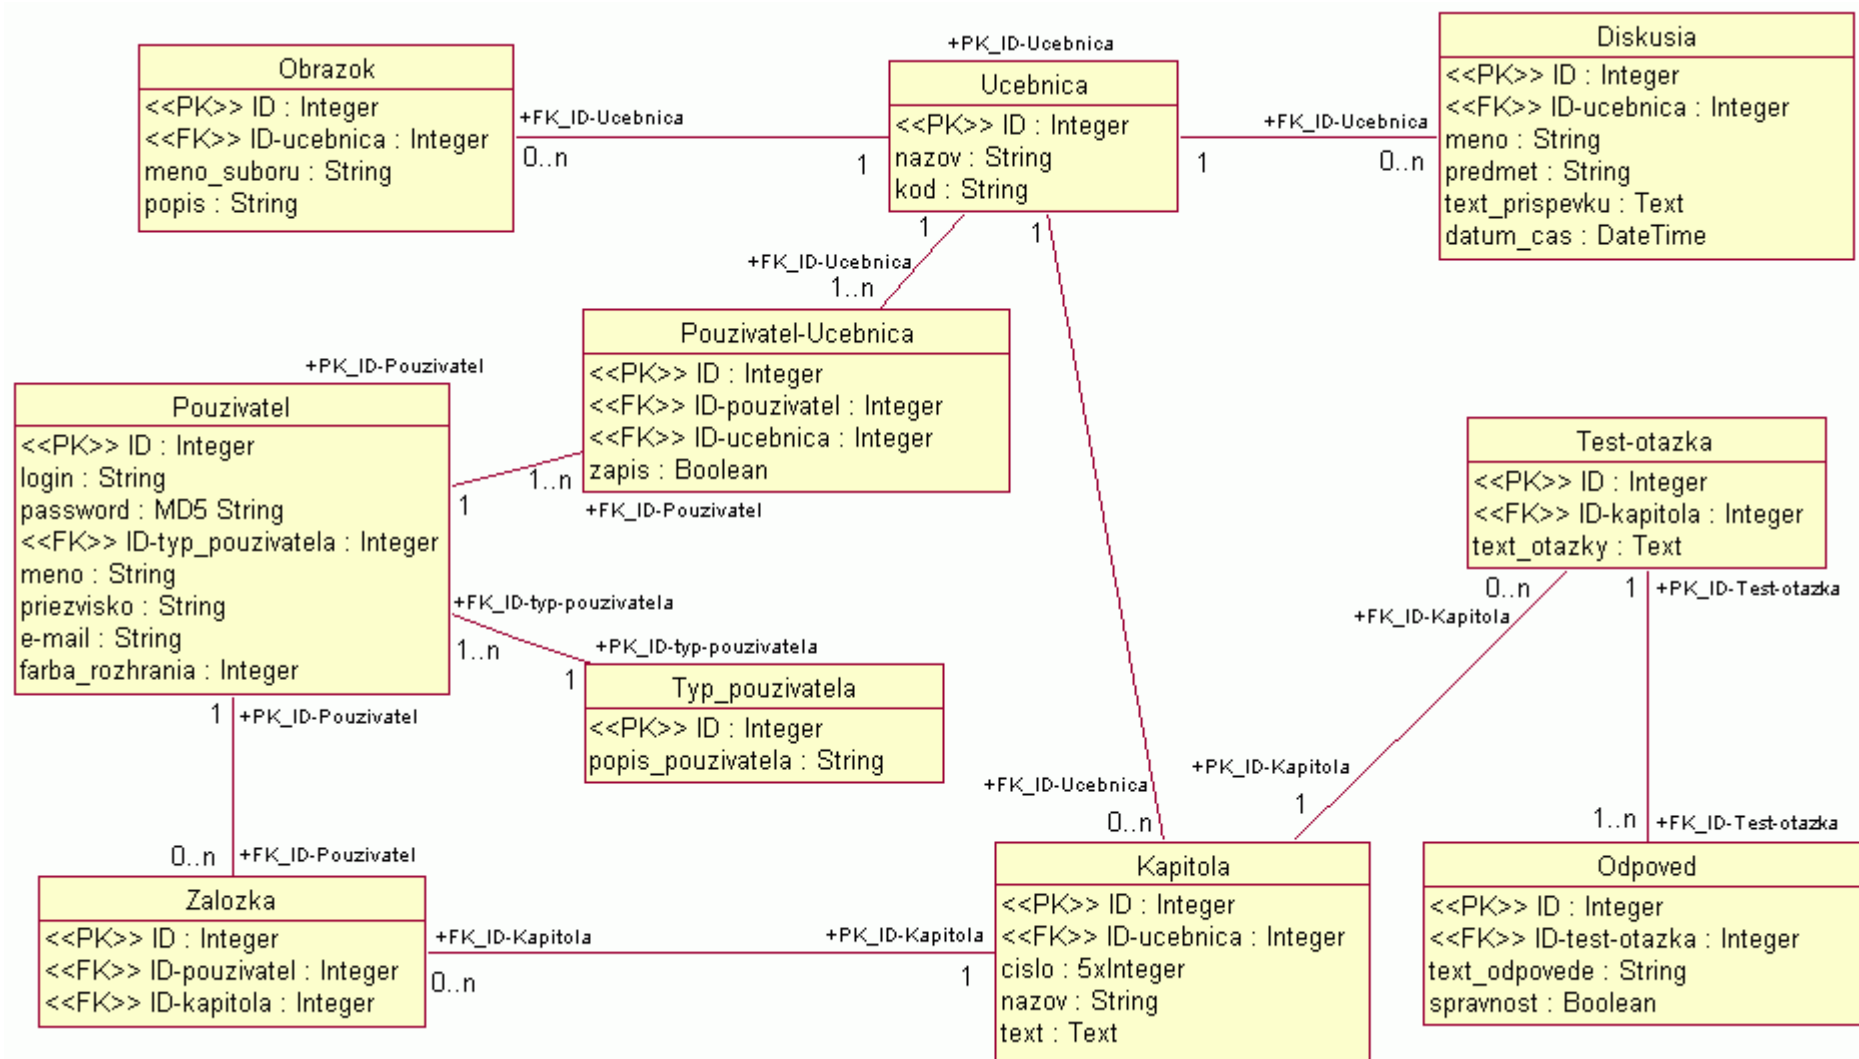 Obrazok
<<PK>> ID : Integer
<<FK>> ID-ucebnica : Integer
meno_suboru : String
popis : String
+FK_ID-Ucebnica
0..n
1
+PK_ID-Ucebnica
Ucebnica
<<PK>> ID : Integer
nazov : String
kod : String
+FK_ID-Ucebnica
1
0..n
Diskusia
<<PK>> ID : Integer
<<FK>> ID-ucebnica : Integer
meno : String
predmet : String
text_prispevku : Text
datum_cas : DateTime
1
1
+FK_ID-Ucebnica
1..n
Pouzivatel-Ucebnica
<<PK>> ID : Integer
<<FK>> ID-pouzivatel : Integer
<<FK>> ID-ucebnica : Integer
zapis : Boolean
+PK_ID-Pouzivatel
1
1..n
+FK_ID-Pouzivatel
Pouzivatel
<<PK>> ID : Integer
login : String
password : MD5 String
<<FK>> ID-typ_pouzivatela : Integer
meno : String
priezvisko : String
e-mail : String
farba_rozhrania : Integer
+FK_ID-typ-pouzivatela
1..n
+PK_ID-typ-pouzivatela
1
Typ_pouzivatela
<<PK>> ID : Integer
popis_pouzivatela : String
Test-otazka
<<PK>> ID : Integer
<<FK>> ID-kapitola : Integer
text_otazky : Text
0..n
1
+PK_ID-Test-otazka
+FK_ID-Kapitola
1
+PK_ID-Pouzivatel
+PK_ID-Kapitola
1
+FK_ID-Ucebnica
0..n
1..n
+FK_ID-Test-otazka
0..n
+FK_ID-Pouzivatel
Zalozka
<<PK>> ID : Integer
<<FK>> ID-pouzivatel : Integer
<<FK>> ID-kapitola : Integer
+FK_ID-Kapitola
0..n
+PK_ID-Kapitola
1
Kapitola
<<PK>> ID : Integer
<<FK>> ID-ucebnica : Integer
cislo : 5xInteger
nazov : String
text : Text
Odpoved
<<PK>> ID : Integer
<<FK>> ID-test-otazka : Integer
text_odpovede : String
spravnost : Boolean